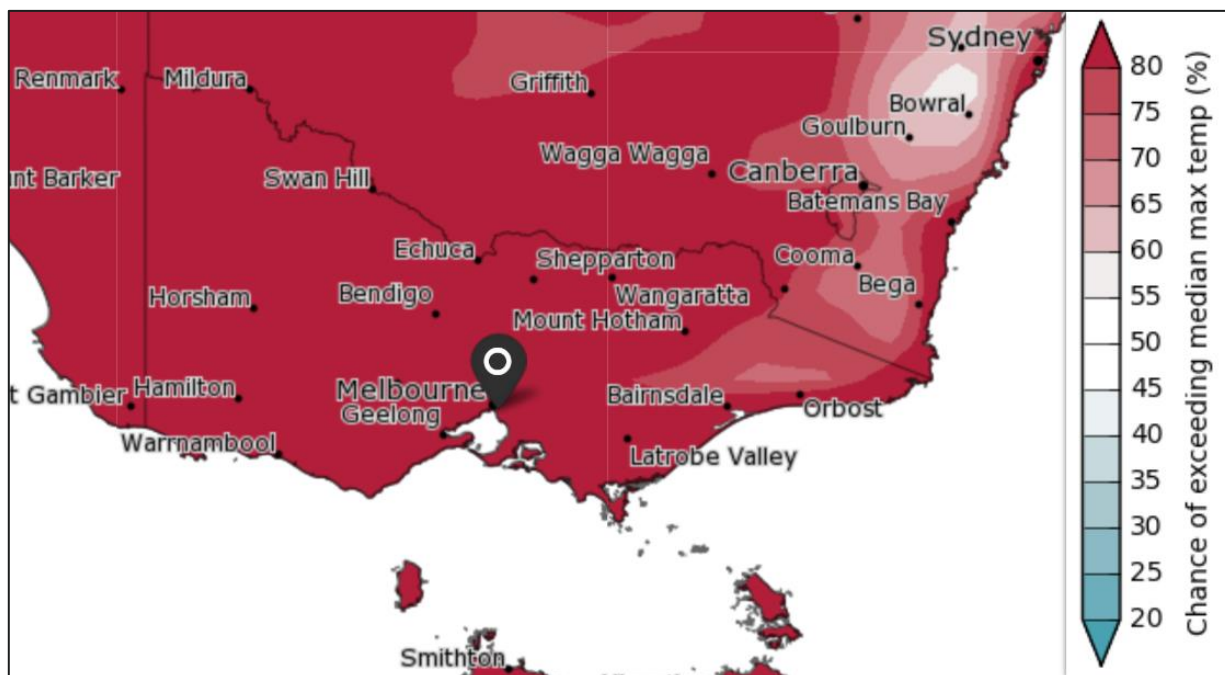 Sydney
Renmark
Mildura
Griffith
Bowral
Goulburn
Wagga Wagga
Canberra
nt Barker
Swan Hill
Batemans Bay
Echuca
Shepparton
Cooma
Horsham
Bendigo
Wangaratta
Bega
Mount Hotham
t Gambier
Hamilton
Melbourne
Bairnsdale
Orbost
Geelong
Warrnambool
Latrobe Valley
Smithton
80
75
70
65
60
55
50
45
40
35
30
25
20
Chance of exceeding median max temp (%)